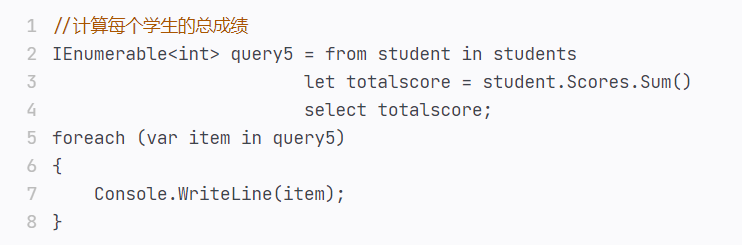 1 //计算每个学生的总成绩
2 IEnumerable<int> query5 = from student in students
3                         let totalscore = student.Scores.Sum()
4                         select totalscore;
5 foreach (var item in query5)
6 {
7     Console.WriteLine(item);
8 }